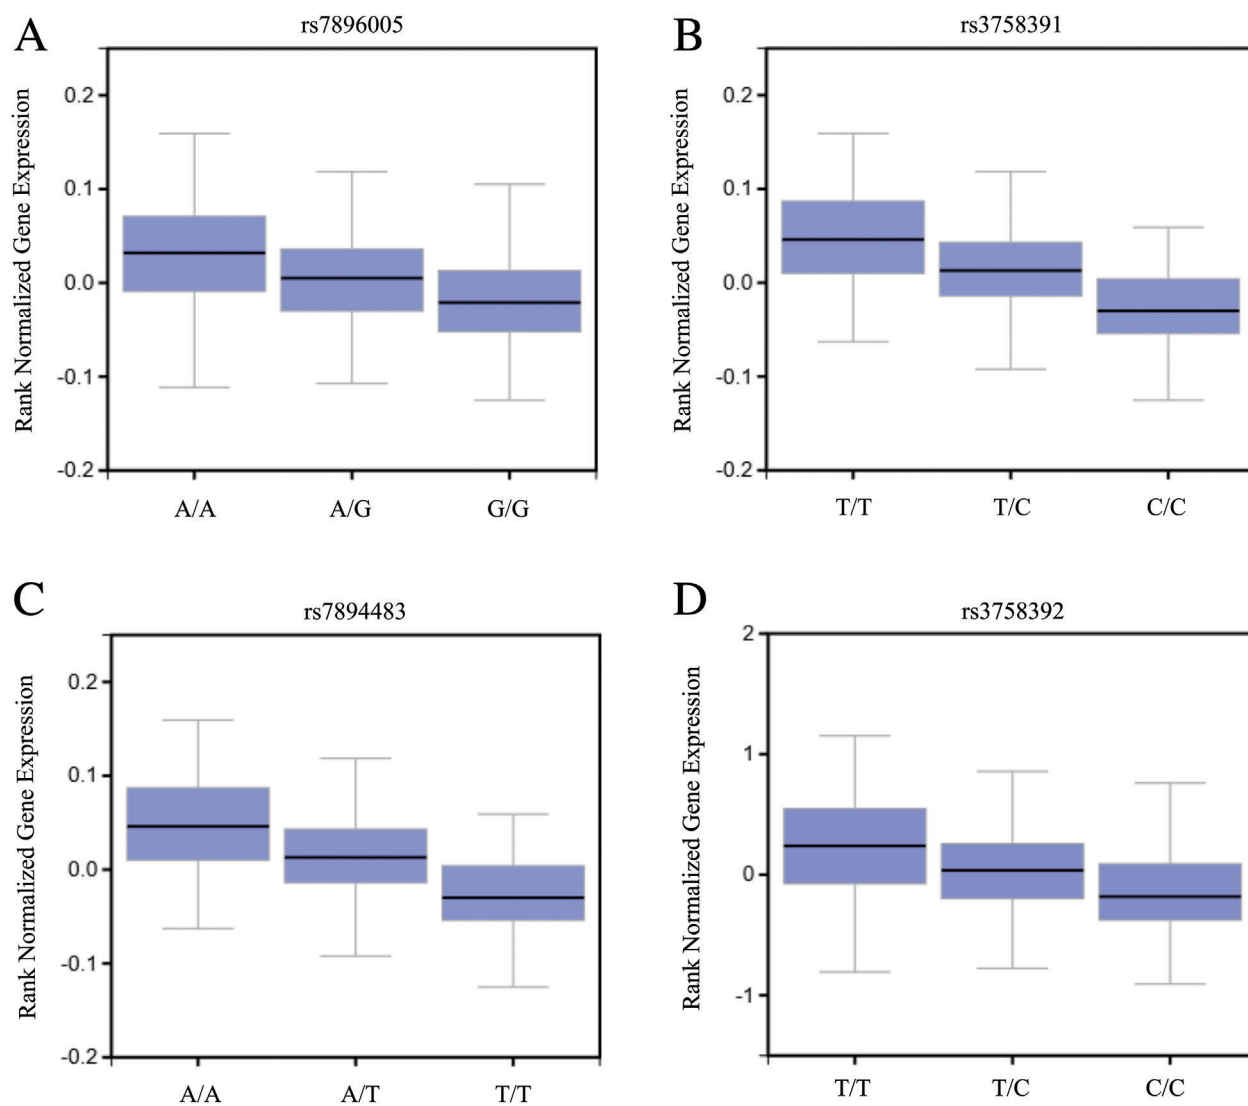 A
rs7896005
Rank Normalized Gene Expression
0.2
0.1
0.0
-0.1
-0.2
A/A A/G G/G
B
rs3758391
Rank Normalized Gene Expression
0.2
0.1
0.0
-0.1
-0.2
T/T T/C C/C
C
rs7894483
Rank Normalized Gene Expression
0.2
0.1
0.0
-0.1
-0.2
A/A A/T T/T
D
rs3758392
Rank Normalized Gene Expression
2
1
0
-1
T/T T/C C/C